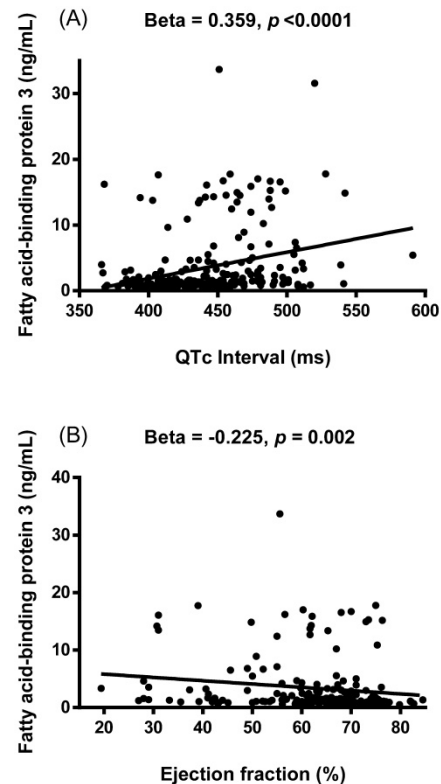 (A) Beta = 0.359, p <0.0001
Fatty acid-binding protein 3 (ng/mL)
30
20
10
0
350 400 450 500 550 600
QTc Interval (ms)
(B) Beta = -0.225, p = 0.002
Fatty acid-binding protein 3 (ng/mL)
40
30
20
10
0
20 30 40 50 60 70 80
Ejection fraction (%)